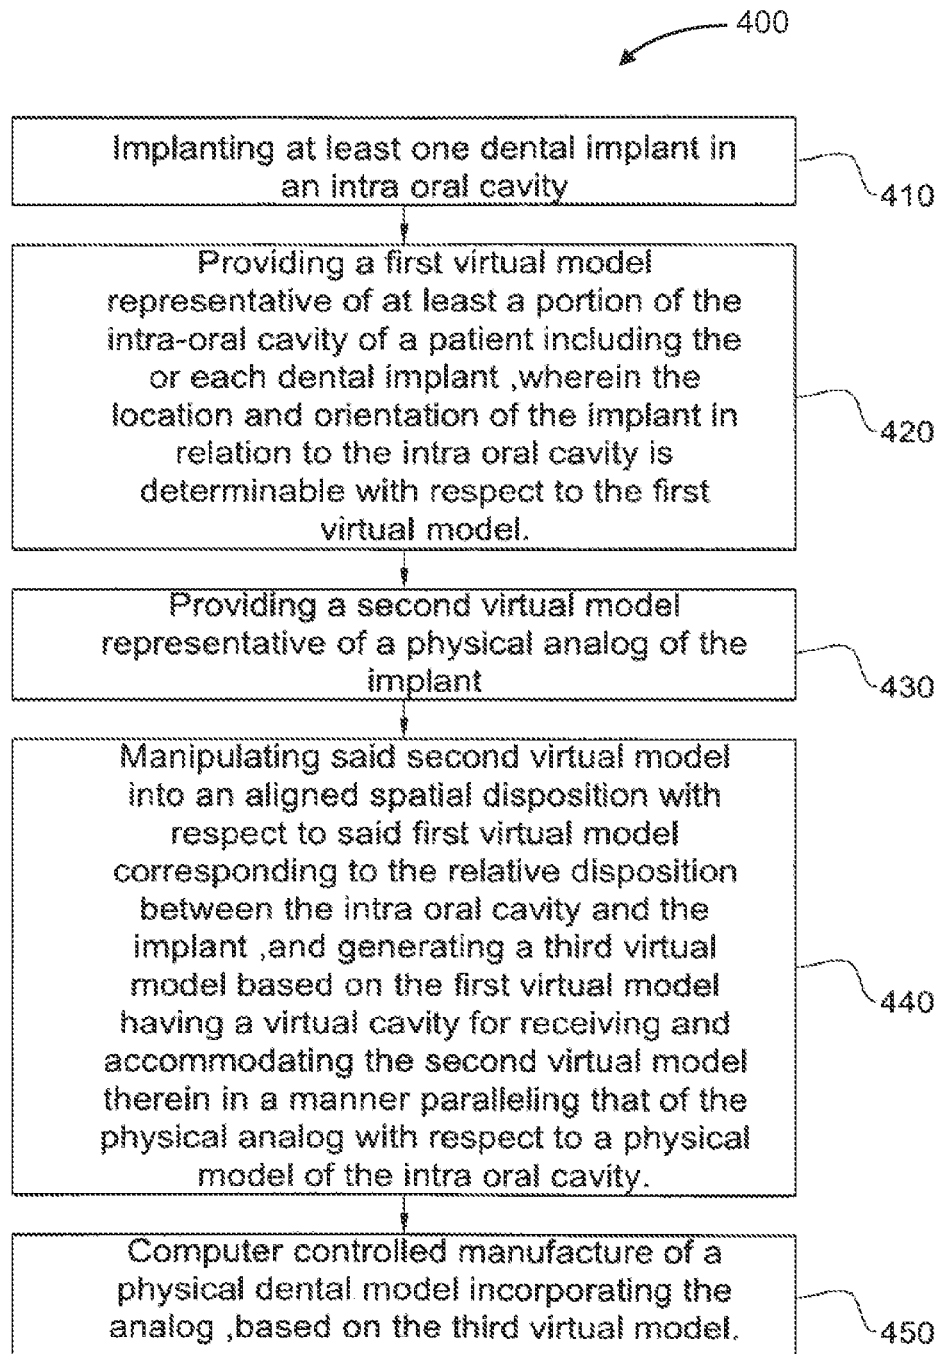 400
Implanting at least one dental implant in
an intra oral cavity
410
Providing a first virtual model
representative of at least a portion of the
intra-oral cavity of a patient including the
or each dental implant ,wherein the
location and orientation of the implant in
relation to the intra oral cavity is
determinable with respect to the first
virtual model.
420
Providing a second virtual model
representative of a physical analog of the
implant
430
Manipulating said second virtual model
into an aligned spatial disposition with
respect to said first virtual model
corresponding to the relative disposition
between the intra oral cavity and the
implant ,and generating a third virtual
model based on the first virtual model
having a virtual cavity for receiving and
accommodating the second virtual model
therein in a manner paralleling that of the
physical analog with respect to a physical
model of the intra oral cavity.
440
Computer controlled manufacture of a
physical dental model incorporating the
analog ,based on the third virtual model.
450